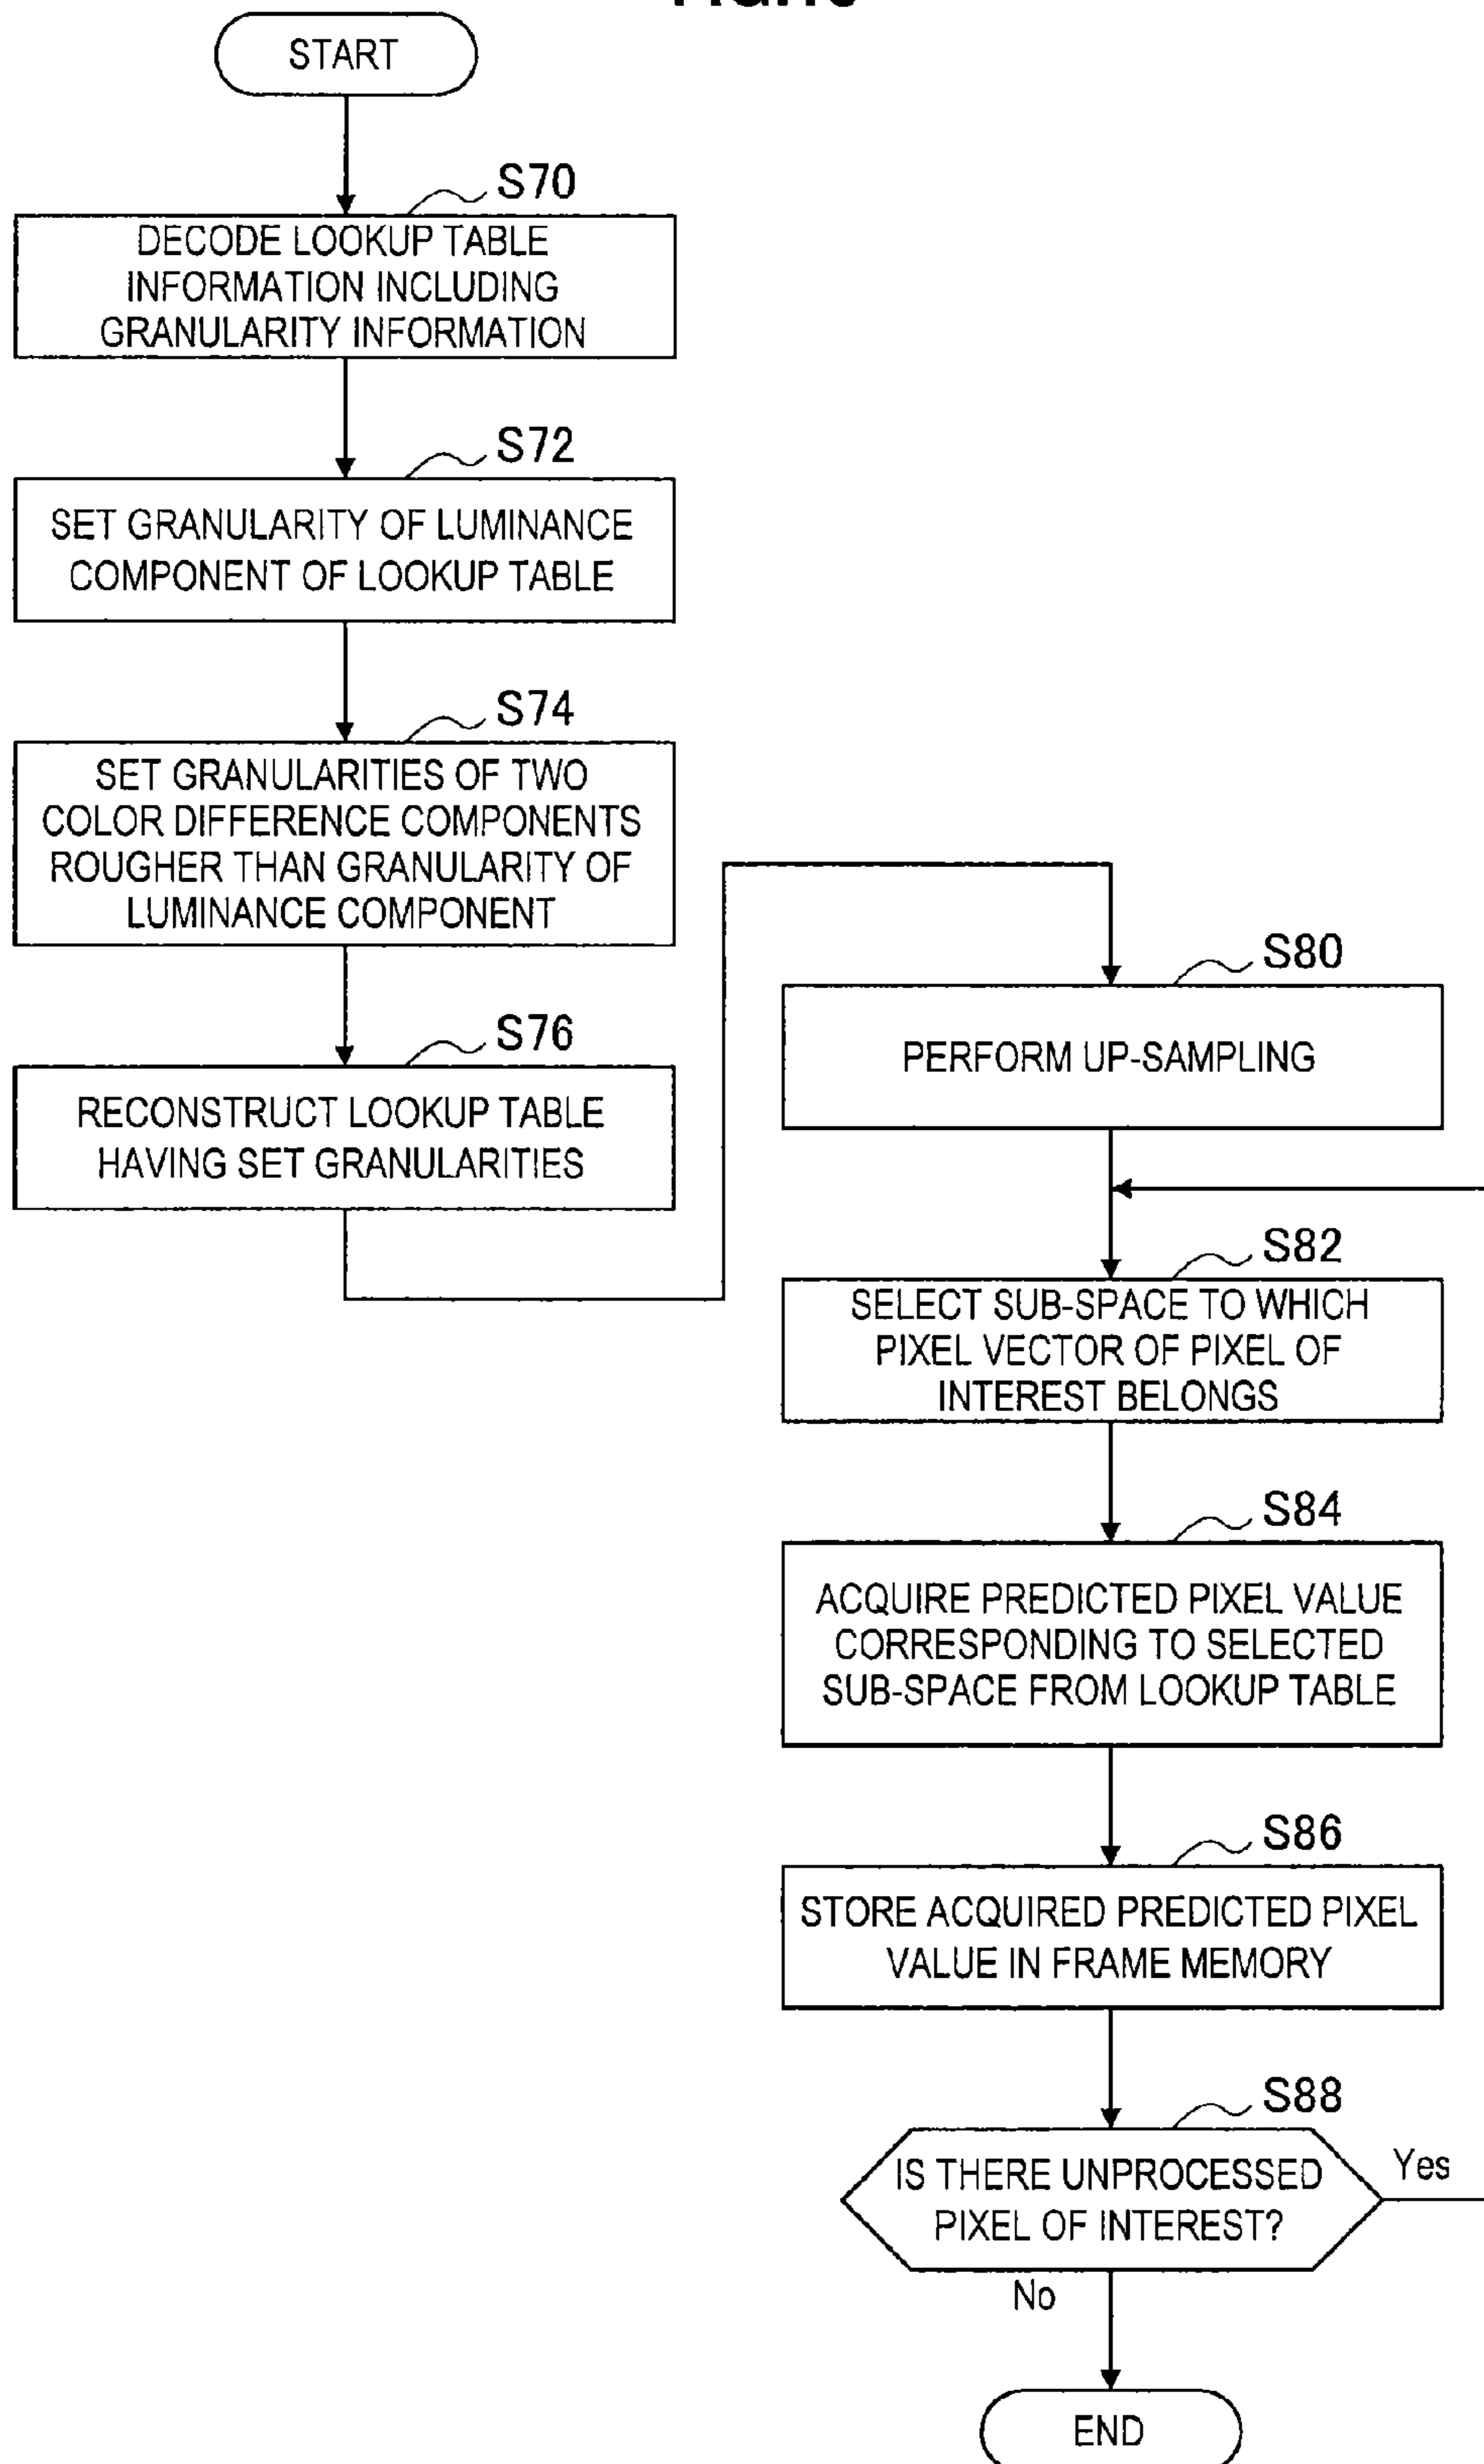 START
S70
DECODE LOOKUP TABLE
INFORMATION INCLUDING
GRANULARITY INFORMATION
S72
SET GRANULARITY OF LUMINANCE
COMPONENT OF LOOKUP TABLE
S74
SET GRANULARITIES OF TWO
COLOR DIFFERENCE COMPONENTS
ROUGHER THAN GRANULARITY OF
LUMINANCE COMPONENT
S76
RECONSTRUCT LOOKUP TABLE
HAVING SET GRANULARITIES
S80
PERFORM UP-SAMPLING
S82
SELECT SUB-SPACE TO WHICH
PIXEL VECTOR OF PIXEL OF
INTEREST BELONGS
S84
ACQUIRE PREDICTED PIXEL VALUE
CORRESPONDING TO SELECTED
SUB-SPACE FROM LOOKUP TABLE
S86
STORE ACQUIRED PREDICTED PIXEL
VALUE IN FRAME MEMORY
S88
IS THERE UNPROCESSED
PIXEL OF INTEREST?
Yes
No
END